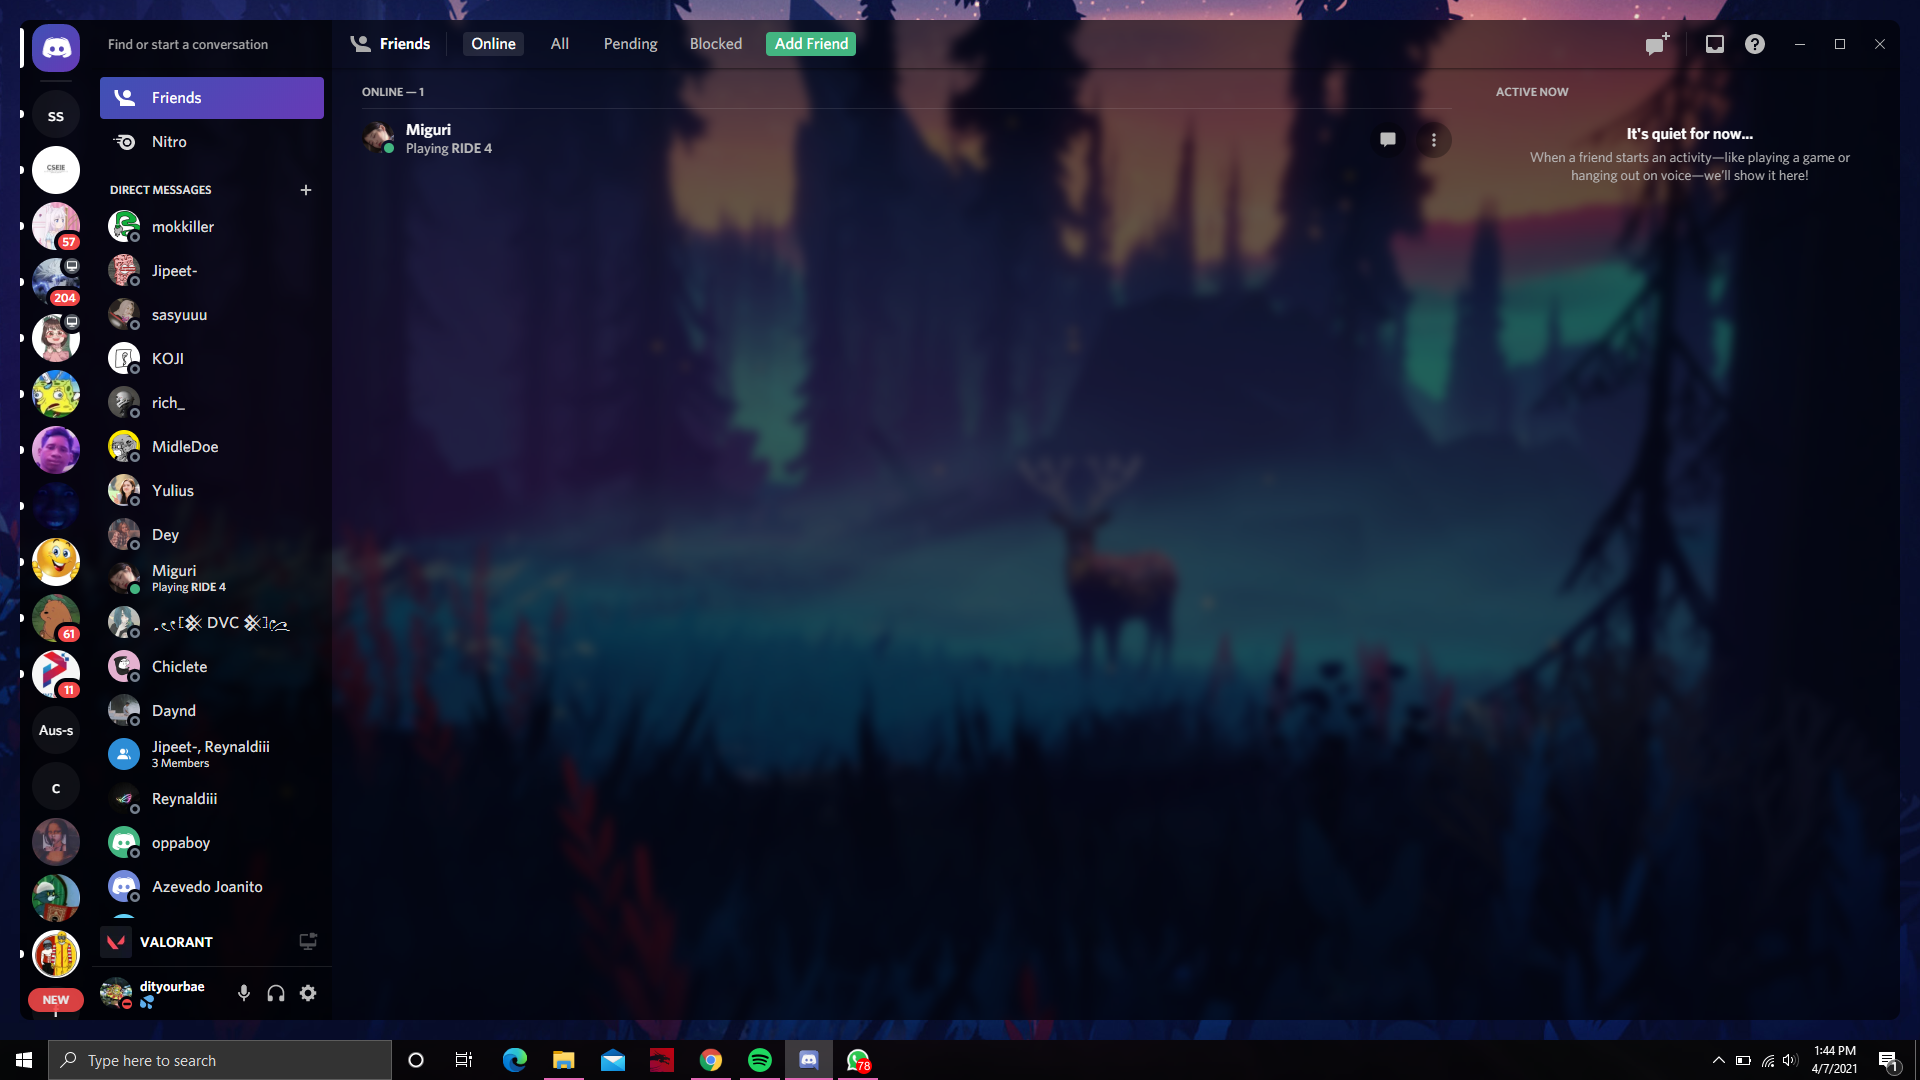 Find or start a conversation
Friends
Online
All
Pending
Blocked
Add Friend
ONLINE — 1
ACTIVE NOW
Friends
Nitro
DIRECT MESSAGES
Miguri
Playing RIDE 4
It's quiet for now...
When a friend starts an activity—like playing a game or
hanging out on voice—we'll show it here!
ss
CSEIE
57
204
61
11
Aus-s
c
NEW
mokkiller
Jipeet-
sasyuuu
KOJI
rich_
MidleDoe
Yulius
Dey
Miguri
Playing RIDE 4
DVC
Chiclete
Daynd
Jipeet-, Reynaldiii
3 Members
Reynaldiii
oppaboy
Azevedo Joanito
VALORANT
dityourbae
Type here to search
78
1:44 PM
4/7/2021
1